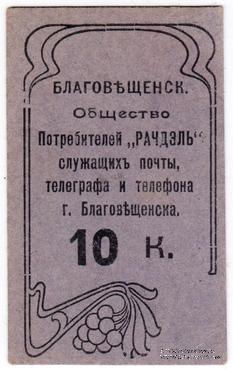 БЛАГОВѢЩЕНСК.
Общество
Потребителей „РАЧДЭЛЬ"
служащихъ почты,
телеграфа и телефона
г. Благовѣщенска.
10 К.